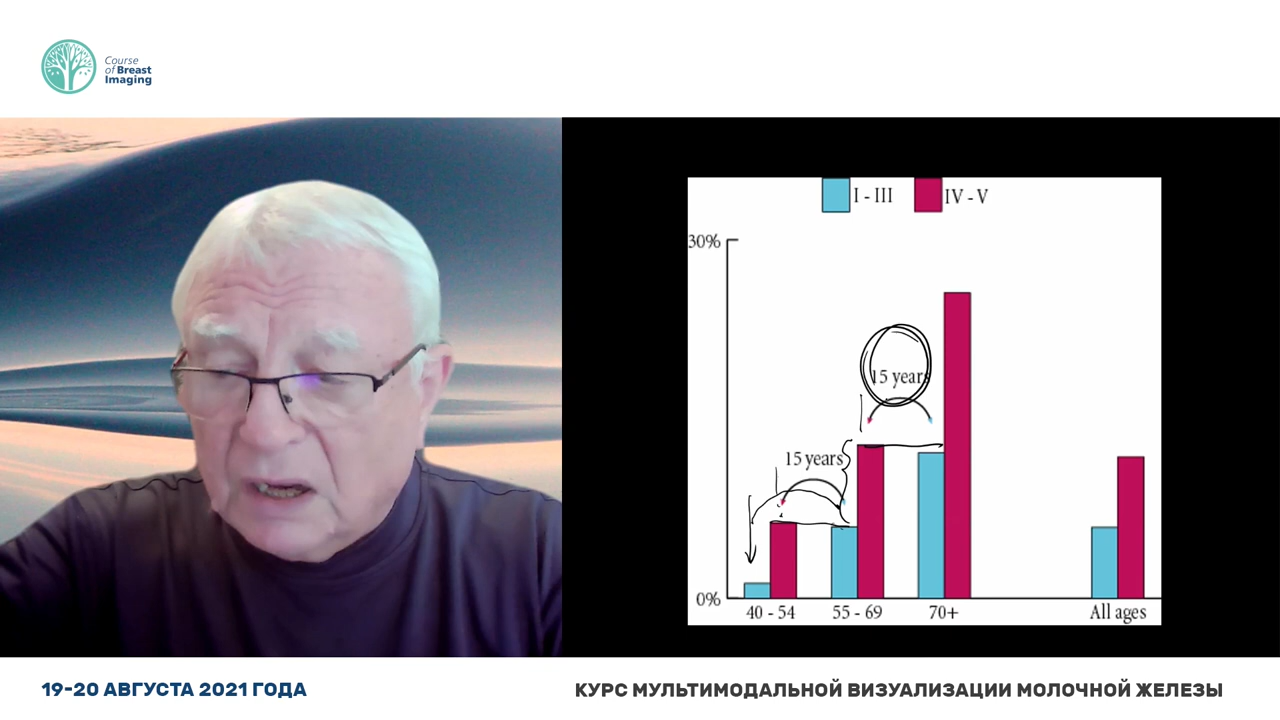 Course
of Breast
Imaging
I - III
IV - V
30%
15 years
15 years
0%
40 - 54
55 - 69
70+
All ages
19-20 АВГУСТА 2021 ГОДА
КУРС МУЛЬТИМОДАЛЬНОЙ ВИЗУАЛИЗАЦИИ МОЛОЧНОЙ ЖЕЛЕЗЫ